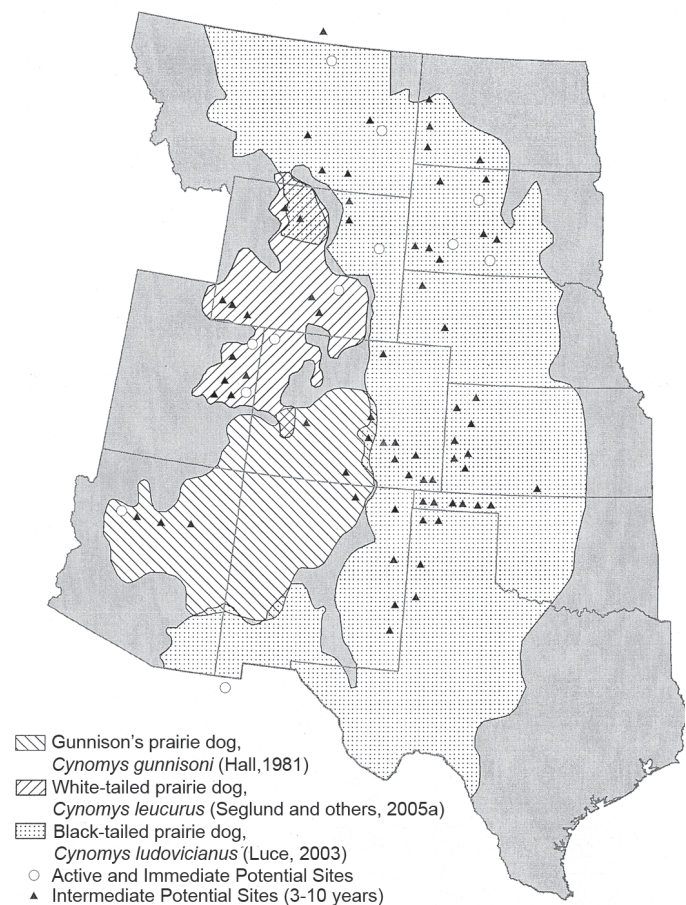 Gunnison's prairie dog,
Cynomys gunnisoni (Hall,1981)
White-tailed prairie dog,
Cynomys leucurus (Seglund and others, 2005a)
Black-tailed prairie dog,
Cynomys ludovicianus (Luce, 2003)
Active and Immediate Potential Sites
Intermediate Potential Sites (3-10 years)